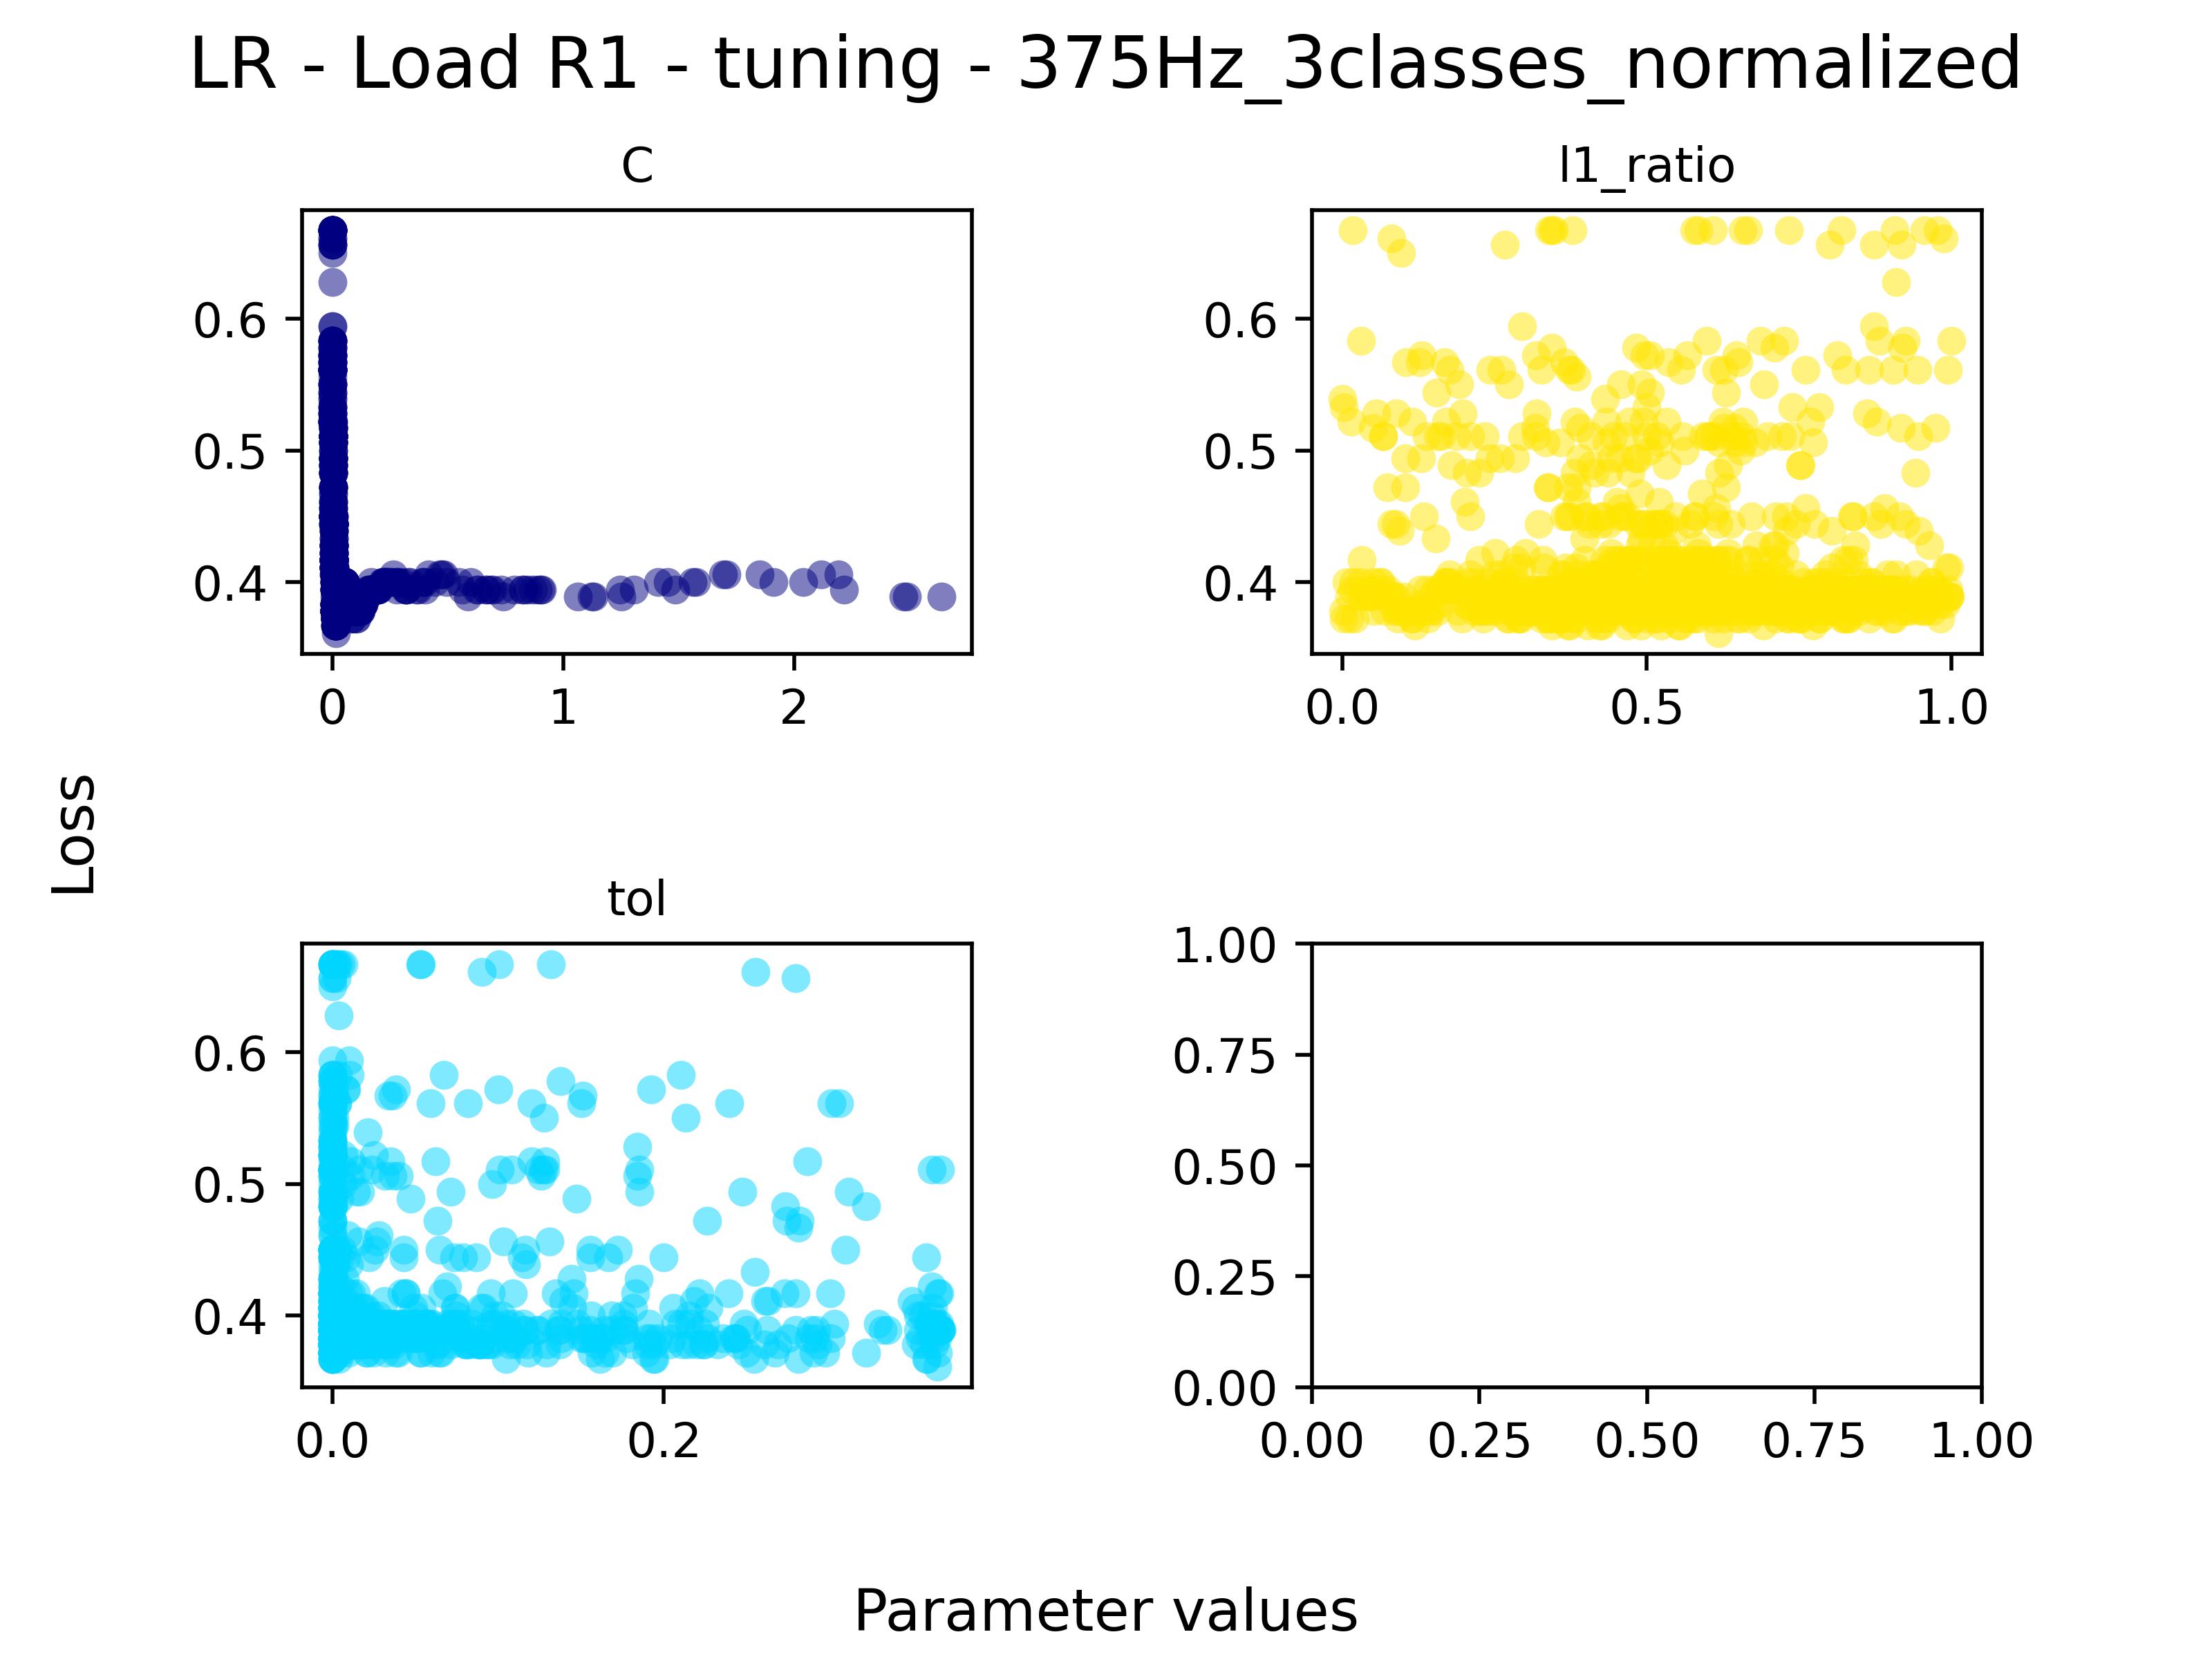 LR - Load R1 - tuning - 375Hz_3classes_normalized
C
0.6
0.5
0.4
0 1 2
l1_ratio
0.6
0.5
0.4
0.0 0.5 1.0
Loss
tol
0.6
0.5
0.4
0.0 0.2
1.00
0.75
0.50
0.25
0.00
0.00 0.25 0.50 0.75 1.00
Parameter values